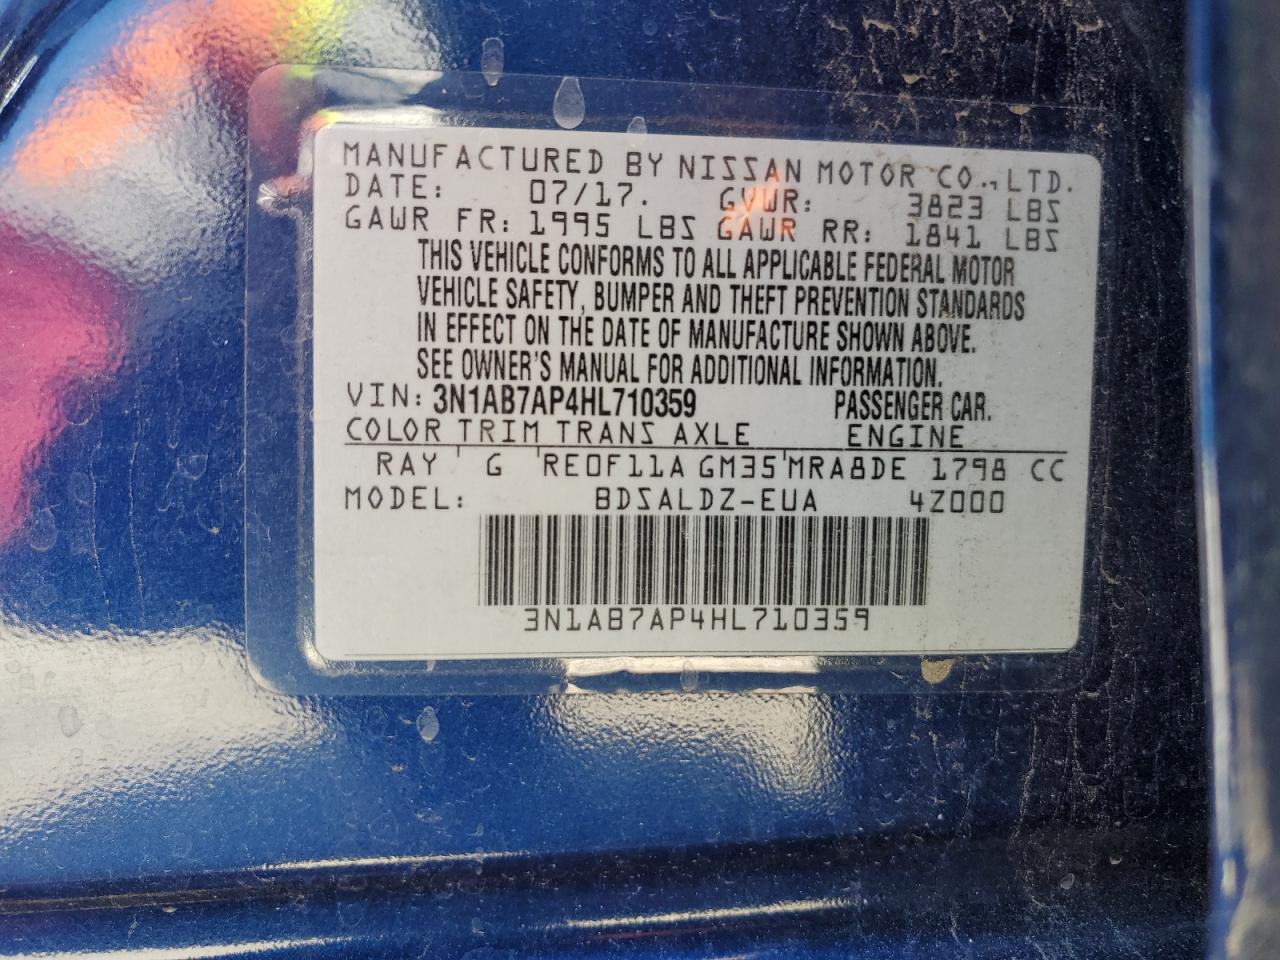 MANUFACTURED BY NISSAN MOTOR CO.,LTD.
DATE: 07/17. GVWR: 3823 LBS
GAWR FR: 1995 LBS GAWR RR: 1841 LBS
THIS VEHICLE CONFORMS TO ALL APPLICABLE FEDERAL MOTOR
VEHICLE SAFETY, BUMPER AND THEFT PREVENTION STANDARDS
IN EFFECT ON THE DATE OF MANUFACTURE SHOWN ABOVE.
SEE OWNER'S MANUAL FOR ADDITIONAL INFORMATION.
VIN: 3N1AB7AP4HL710359 PASSENGER CAR.
COLOR TRIM TRANS AXLE ENGINE
RAY G RE0F11A GM35 MRA8DE 1798 CC
MODEL: BDSALDZ-EUA 4Z000
3N1AB7AP4HL710359